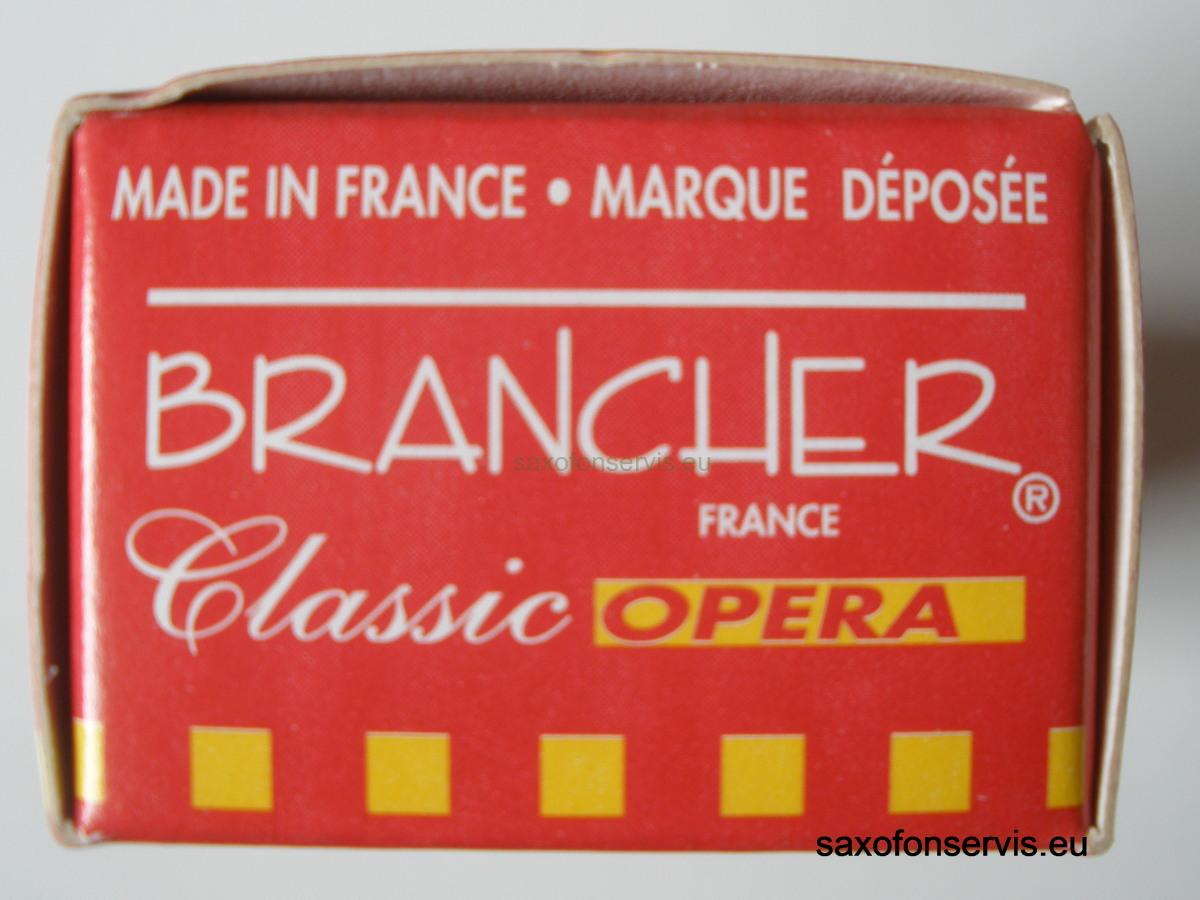 MADE IN FRANCE • MARQUE DÉPOSÉE
BRANCHER®
saxofonservis.eu
FRANCE
Classic OPERA
saxofonservis.eu